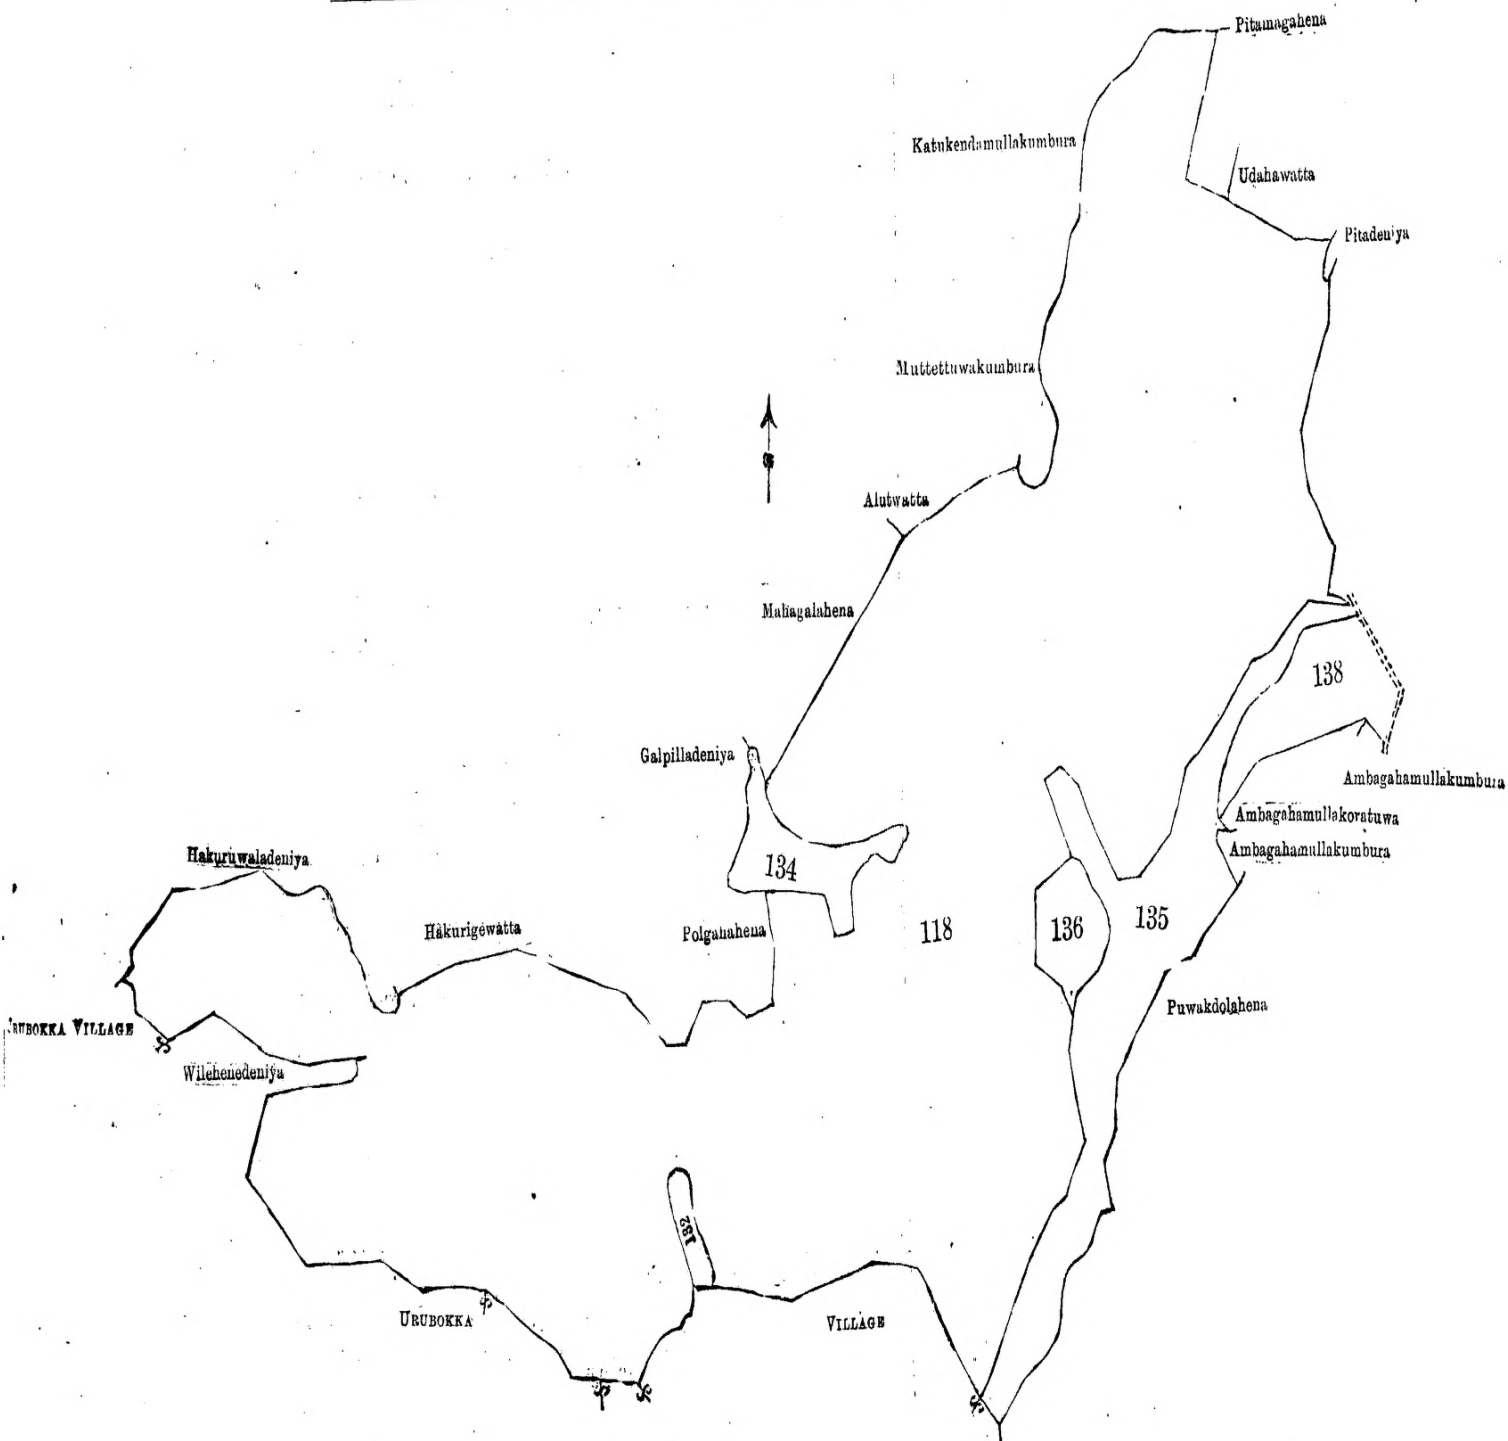 Pitamagahena
Katukendamullakumbura
Udahawatta
Pitadeniya
Muttettuwakumbura
Alutwatta
Mahagalahena
138
Galpilladeniya
Ambagahamullakumbura
Ambagahamullakoratuwa
Ambagahamullakumbura
Hakuruwaladeniya
134
Hakurigewatta
Polgahahena
118
136
135
Puwakdolahena
URUBOKKA VILLAGE
Wilehenedeniya
132
URUBOKKA
VILLAGE